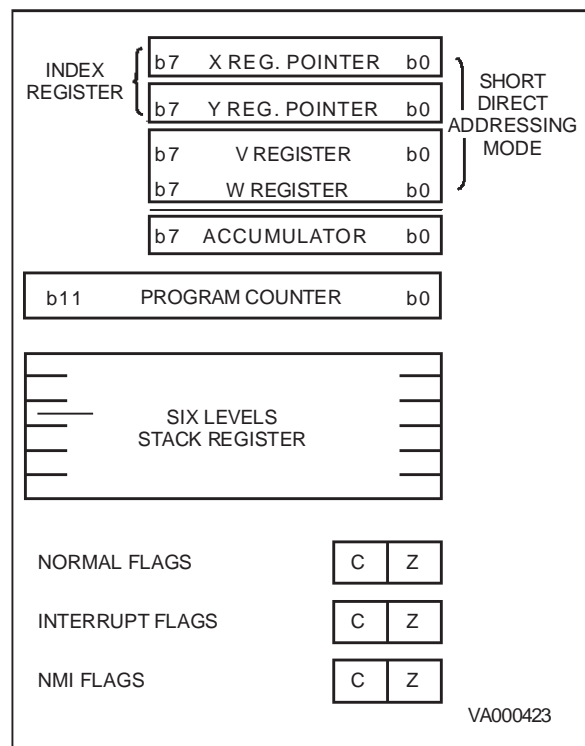 INDEX
REGISTER
b7 X REG. POINTER b0
b7 Y REG. POINTER b0
b7 V REGISTER b0
b7 W REGISTER b0
SHORT
DIRECT
ADDRESSING
MODE
b7 ACCUMULATOR b0
b11 PROGRAM COUNTER b0
SIX LEVELS
STACK REGISTER
NORMAL FLAGS C Z
INTERRUPT FLAGS C Z
NMI FLAGS C Z
VA000423